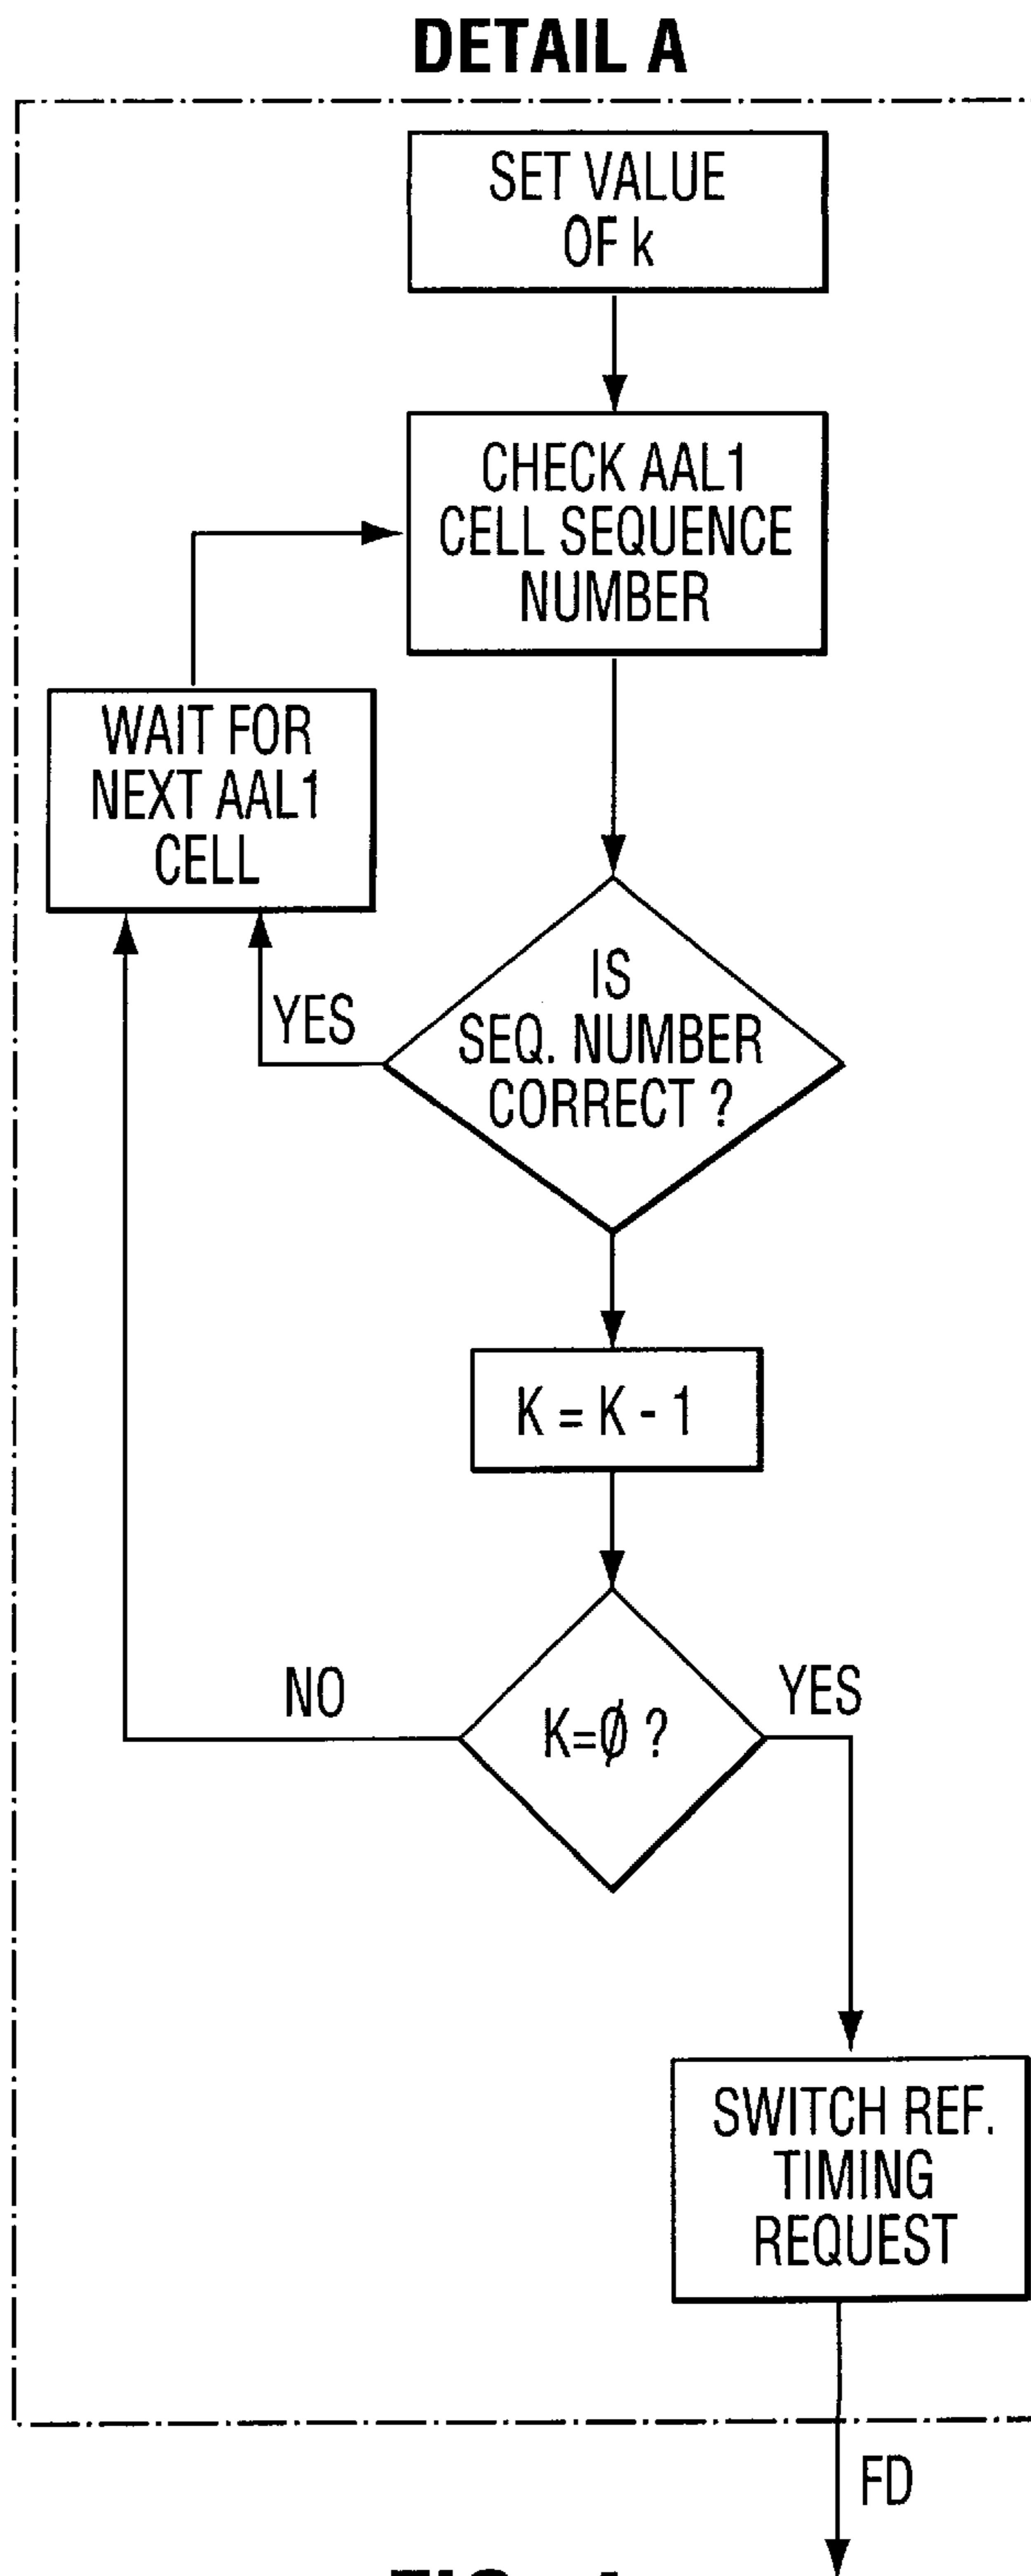 DETAIL A
SET VALUE
OF k
CHECK AAL1
CELL SEQUENCE
NUMBER
WAIT FOR
NEXT AAL1
CELL
IS
SEQ. NUMBER
CORRECT ?
YES
K = K - 1
K=Ø ?
NO
YES
SWITCH REF.
TIMING
REQUEST
FD